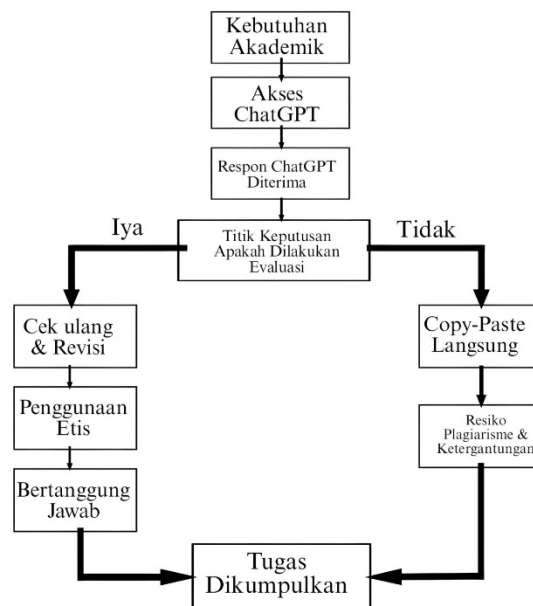 Kebutuhan
Akademik
Akses
ChatGPT
Respon ChatGPT
Diterima
Iya
Titik Keputusan
Apakah Dilakukan
Evaluasi
Tidak
Cek ulang
& Revisi
Penggunaan
Etis
Bertanggung
Jawab
Copy-Paste
Langsung
Resiko
Plagiarisme &
Ketergantungan
Tugas
Dikumpulkan